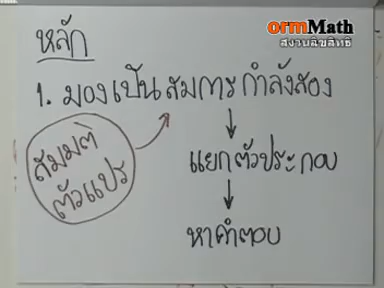 ormMath
สงวนลิขสิทธิ์
หลัก
1. มองเป็นสมการกำลังสอง
สมมติ
ตัวแปร
แยกตัวประกอบ
หาคำตอบ